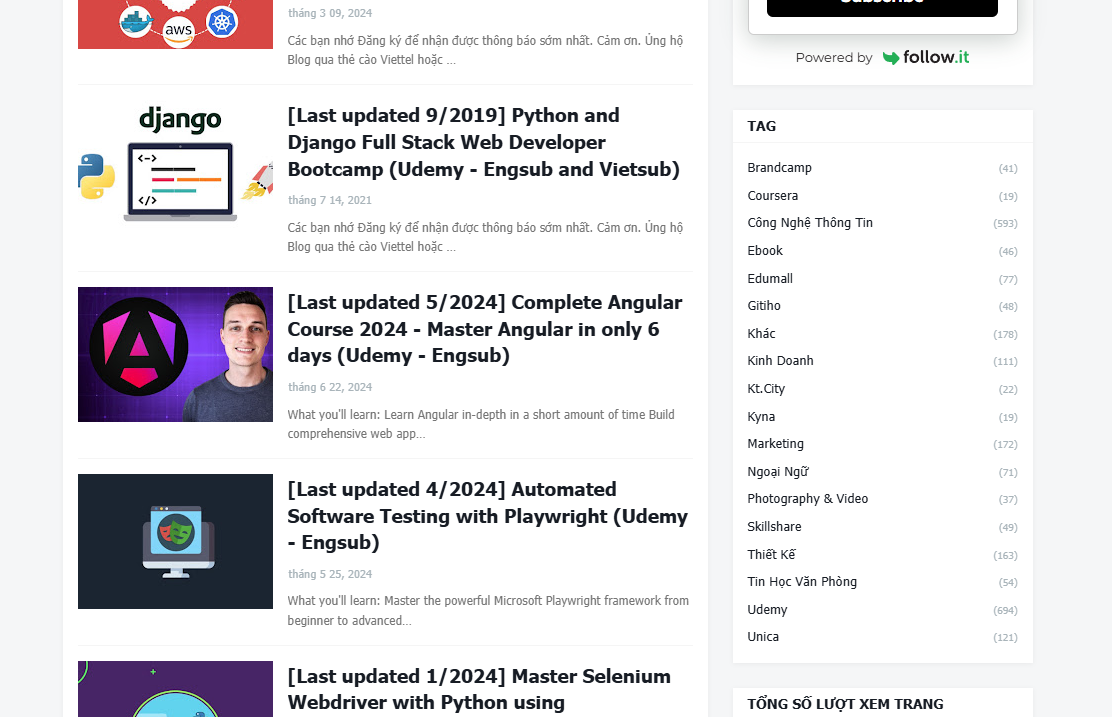 aws
tháng 3 09, 2024
Các bạn nhớ Đăng ký để nhận được thông báo sớm nhất. Cảm ơn. Ủng hộ
Blog qua thẻ cào Viettel hoặc …
django
[Last updated 9/2019] Python and
Django Full Stack Web Developer
Bootcamp (Udemy - Engsub and Vietsub)
tháng 7 14, 2021
Các bạn nhớ Đăng ký để nhận được thông báo sớm nhất. Cảm ơn. Ủng hộ
Blog qua thẻ cào Viettel hoặc …
[Last updated 5/2024] Complete Angular
Course 2024 - Master Angular in only 6
days (Udemy - Engsub)
tháng 6 22, 2024
What you'll learn: Learn Angular in-depth in a short amount of time Build
comprehensive web app…
[Last updated 4/2024] Automated
Software Testing with Playwright (Udemy
- Engsub)
tháng 5 25, 2024
What you'll learn: Master the powerful Microsoft Playwright framework from
beginner to advanced…
[Last updated 1/2024] Master Selenium
Webdriver with Python using
Subscribe
Powered by follow.it
TAG
Brandcamp (41)
Coursera (19)
Công Nghệ Thông Tin (593)
Ebook (46)
Edumall (77)
Gitiho (48)
Khác (178)
Kinh Doanh (111)
Kt.City (22)
Kyna (19)
Marketing (172)
Ngoại Ngữ (71)
Photography & Video (37)
Skillshare (49)
Thiết Kế (163)
Tin Học Văn Phòng (54)
Udemy (694)
Unica (121)
TỔNG SỐ LƯỢT XEM TRANG